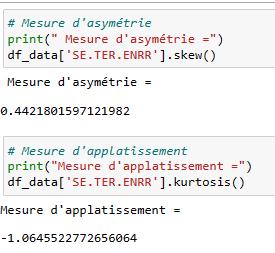 # Mesure d'asymétrie
print(" Mesure d'asymétrie =")
df_data['SE.TER.ENRR'].skew()
Mesure d'asymétrie =
0.4421801597121982
# Mesure d'applatissement
print("Mesure d'applatissement =")
df_data['SE.TER.ENRR'].kurtosis()
Mesure d'applatissement =
-1.0645522772656064